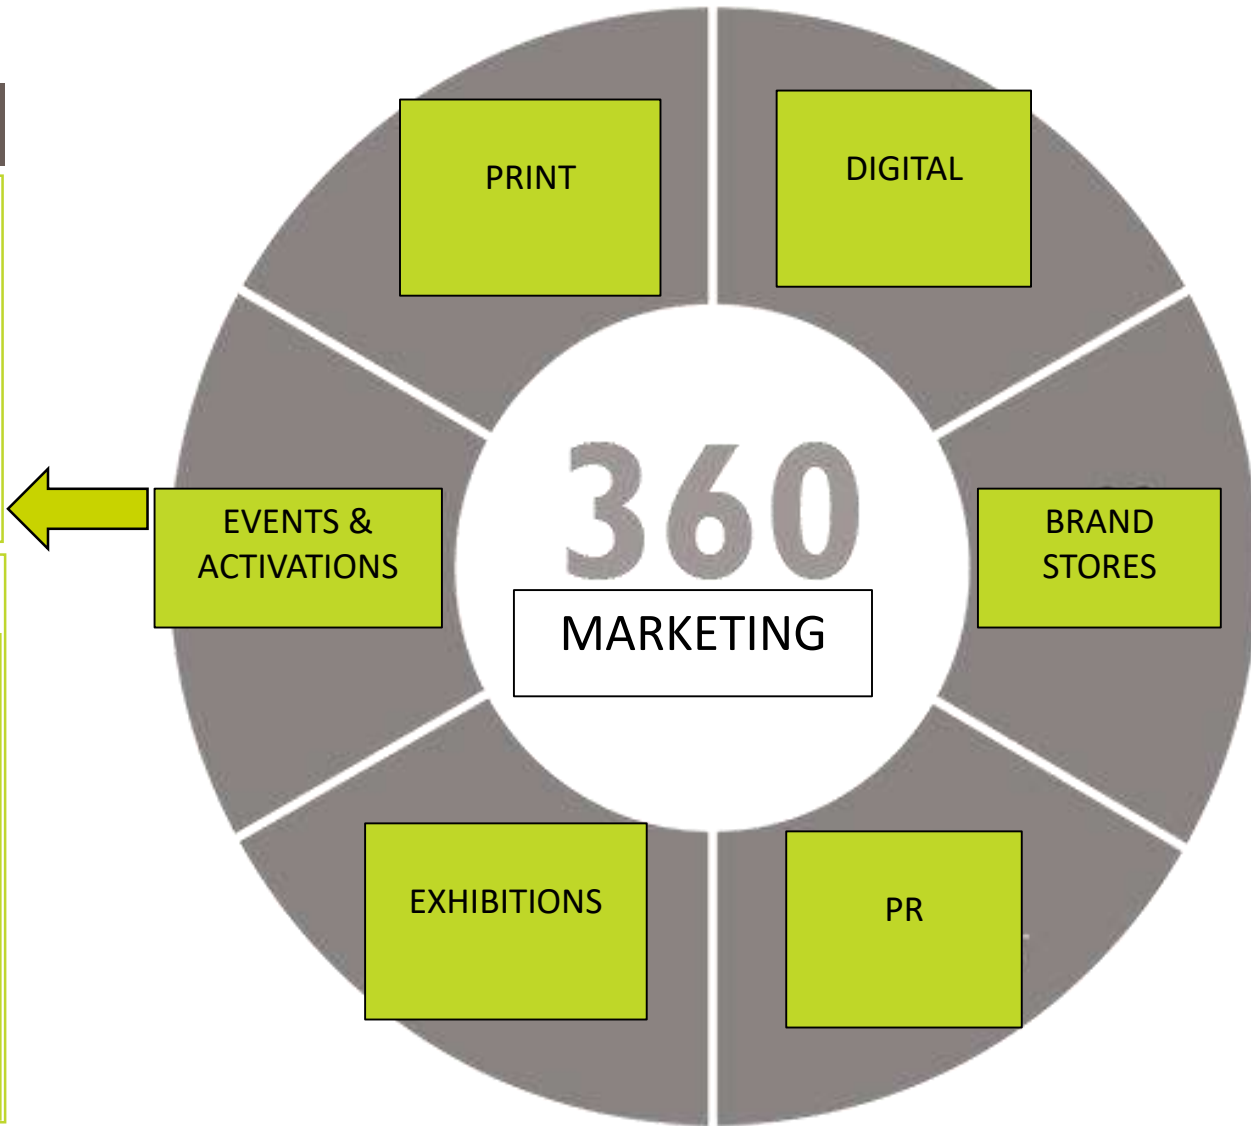 PRINT
DIGITAL
360
MARKETING
EVENTS &
ACTIVATIONS
BRAND
STORES
EXHIBITIONS
PR